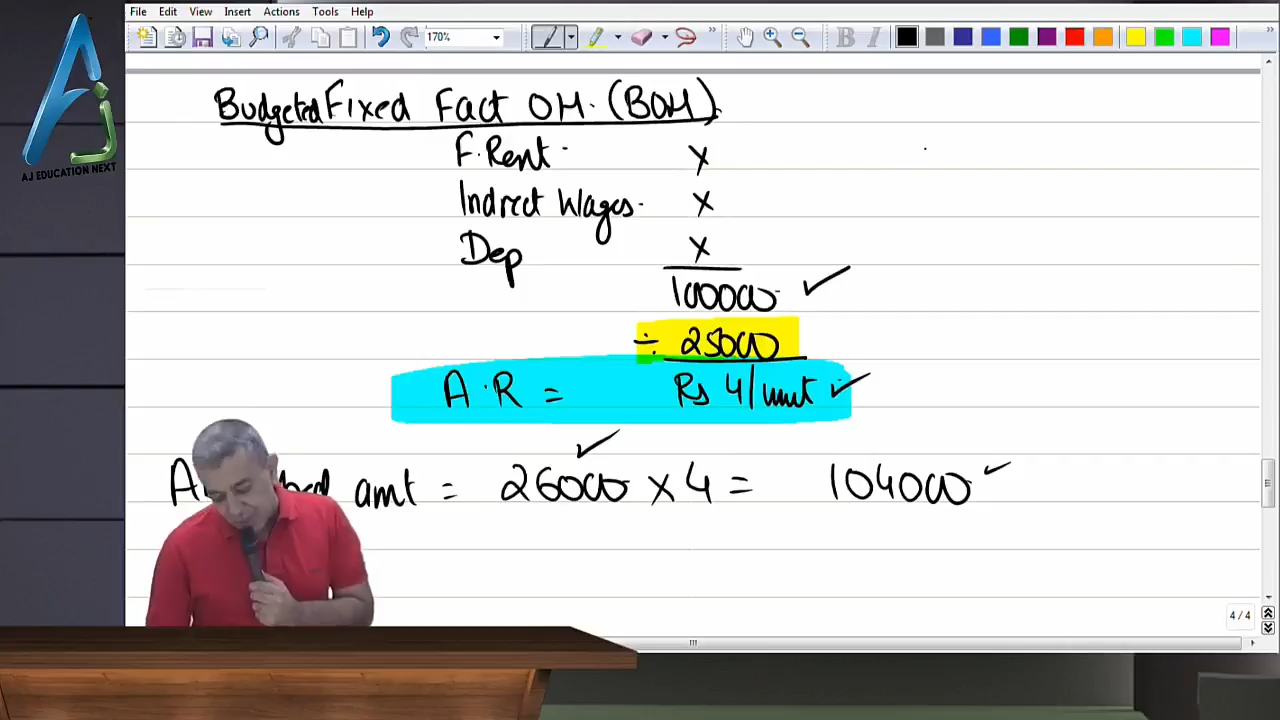 File Edit View Insert Actions Tools Help
170%
B I
AJ EDUCATION NEXT
Budgeted Fixed Fact OH. (BOH)
F. Rent X
Indrect Wages. X
Dep X
100000 ✓
÷ 25000
A.R = Rs 4/unit ✓
amt = 26000 x 4 = 104000 ✓
4 / 4